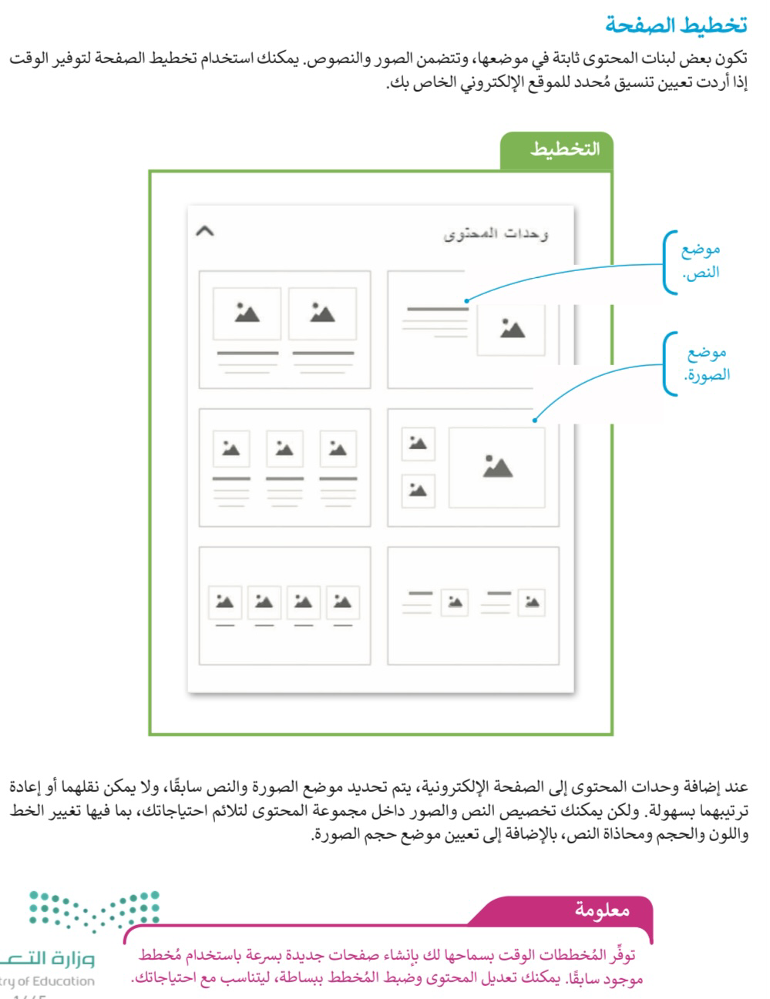 تخطيط الصفحة
تكون بعض لبنات المحتوى ثابتة في موضعها، وتتضمن الصور والنصوص. يمكنك استخدام تخطيط الصفحة لتوفير الوقت
إذا أردت تعيين تنسيق مُحدد للموقع الإلكتروني الخاص بك.
التخطيط
وحدات المحتوى
موضع
النص.
موضع
الصورة.
عند إضافة وحدات المحتوى إلى الصفحة الإلكترونية، يتم تحديد موضع الصورة والنص سابقًا، ولا يمكن نقلهما أو إعادة
ترتيبهما بسهولة. ولكن يمكنك تخصيص النص والصور داخل مجموعة المحتوى لتلائم احتياجاتك، بما فيها تغيير الخط
واللون والحجم ومحاذاة النص، بالإضافة إلى تعيين موضع حجم الصورة.
معلومة
توفِّر المُخططات الوقت بسماحها لك بإنشاء صفحات جديدة بسرعة باستخدام مُخطط
موجود سابقًا. يمكنك تعديل المحتوى وضبط المُخطط ببساطة، ليتناسب مع احتياجاتك.
وزارة التعـ
try of Education